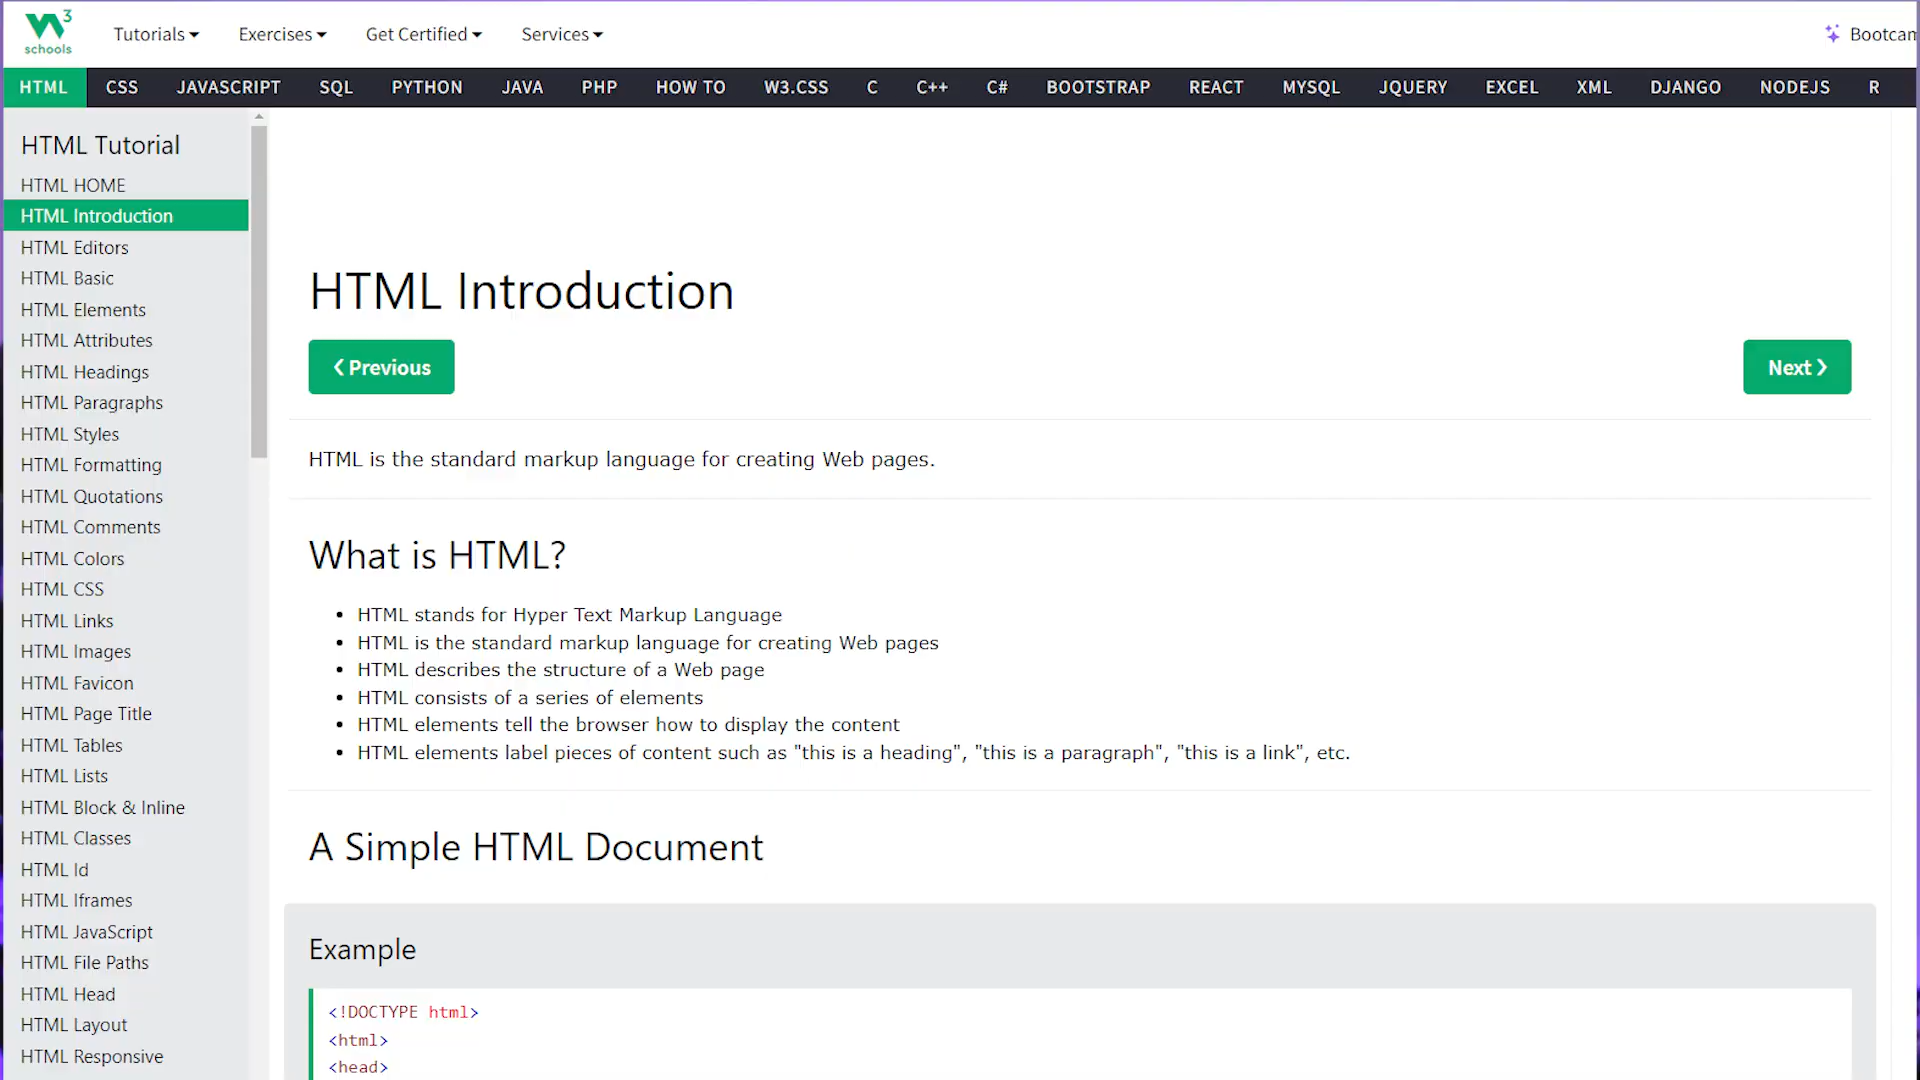 3
schools
Tutorials Exercises Get Certified Services
HTML CSS JAVASCRIPT SQL PYTHON JAVA PHP HOW TO W3.CSS C C++ C# BOOTSTRAP REACT MYSQL JQUERY EXCEL XML DJANGO NODEJS R
HTML Tutorial
HTML HOME
HTML Introduction
HTML Editors
HTML Basic
HTML Elements
HTML Attributes
HTML Headings
HTML Paragraphs
HTML Styles
HTML Formatting
HTML Quotations
HTML Comments
HTML Colors
HTML CSS
HTML Links
HTML Images
HTML Favicon
HTML Page Title
HTML Tables
HTML Lists
HTML Block & Inline
HTML Classes
HTML Id
HTML Iframes
HTML JavaScript
HTML File Paths
HTML Head
HTML Layout
HTML Responsive
HTML Introduction
❮ Previous
Next ❯
HTML is the standard markup language for creating Web pages.
What is HTML?
• HTML stands for Hyper Text Markup Language
• HTML is the standard markup language for creating Web pages
• HTML describes the structure of a Web page
• HTML consists of a series of elements
• HTML elements tell the browser how to display the content
• HTML elements label pieces of content such as "this is a heading", "this is a paragraph", "this is a link", etc.
A Simple HTML Document
Example
<!DOCTYPE html>
<html>
<head>